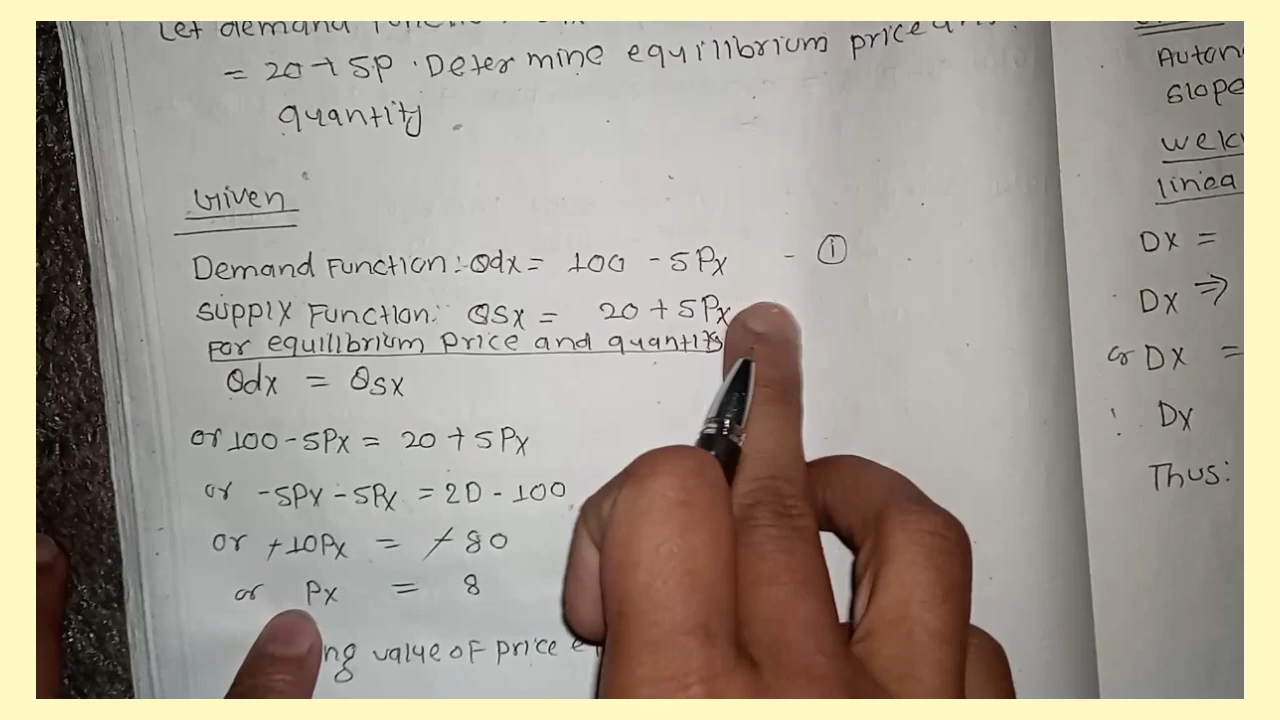 Let demand
= 20 + 5P . Determine equilibrium price
quantity .
Given
Demand Function :- Qdx = 100 - 5Px - ①
Supply Function: QSx = 20 + 5Px
For equilibrium price and quantity
Qdx = QSx
or 100 - 5Px = 20 + 5Px
or -5Px - 5Px = 20 - 100
or +10Px = -80
or Px = 8
ng value of price
Auton
slope
linea
Dx =
Dx ⇒
or Dx =
: Dx
Thus: